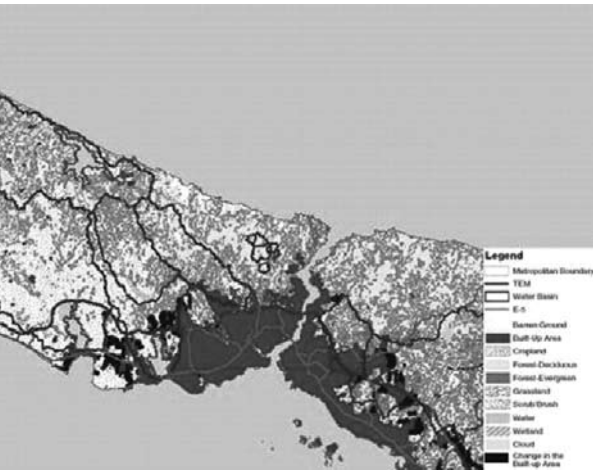 Legend
Metropolitan Boundary
TEM
Water Basin
E-5
Barren Ground
Built-Up Area
Cropland
Forest-Deciduous
Forest-Evergreen
Grassland
Scrub/Brush
Water
Wetland
Cloud
Change in the
Built-up Area